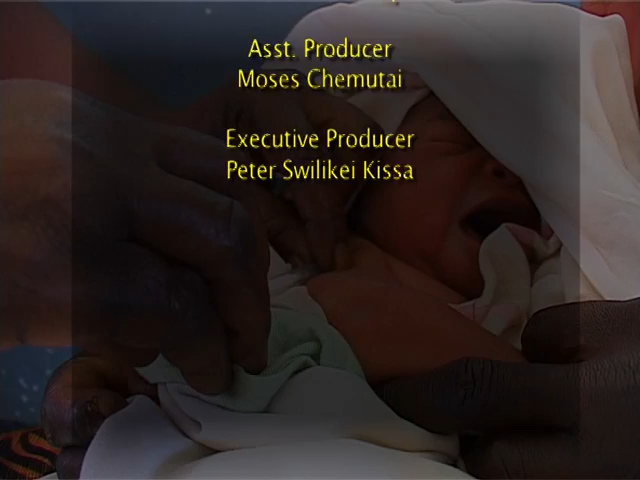 Asst. Producer
Moses Chemutai
Executive Producer
Peter Swilikei Kissa